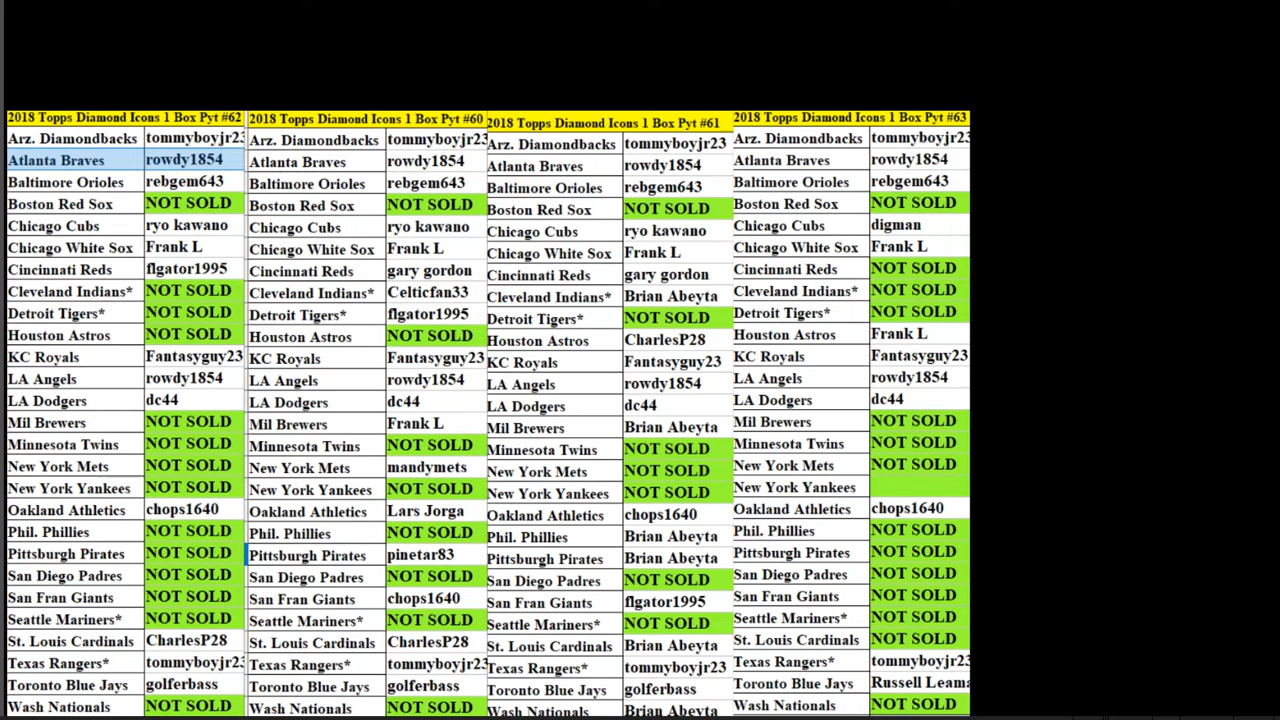 2018 Topps Diamond Icons 1 Box Pyt #62
Arz. Diamondbacks tommyboyjr23
Atlanta Braves rowdy1854
Baltimore Orioles rebgem643
Boston Red Sox NOT SOLD
Chicago Cubs ryo kawano
Chicago White Sox Frank L
Cincinnati Reds flgator1995
Cleveland Indians* NOT SOLD
Detroit Tigers* NOT SOLD
Houston Astros NOT SOLD
KC Royals Fantasyguy23
LA Angels rowdy1854
LA Dodgers dc44
Mil Brewers NOT SOLD
Minnesota Twins NOT SOLD
New York Mets NOT SOLD
New York Yankees NOT SOLD
Oakland Athletics chops1640
Phil. Phillies NOT SOLD
Pittsburgh Pirates NOT SOLD
San Diego Padres NOT SOLD
San Fran Giants NOT SOLD
Seattle Mariners* NOT SOLD
St. Louis Cardinals CharlesP28
Texas Rangers* tommyboyjr23
Toronto Blue Jays golferbass
Wash Nationals NOT SOLD
2018 Topps Diamond Icons 1 Box Pyt #60
Arz. Diamondbacks tommyboyjr23
Atlanta Braves rowdy1854
Baltimore Orioles rebgem643
Boston Red Sox NOT SOLD
Chicago Cubs ryo kawano
Chicago White Sox Frank L
Cincinnati Reds gary gordon
Cleveland Indians* Celticfan33
Detroit Tigers* flgator1995
Houston Astros NOT SOLD
KC Royals Fantasyguy23
LA Angels rowdy1854
LA Dodgers dc44
Mil Brewers Frank L
Minnesota Twins NOT SOLD
New York Mets mandymets
New York Yankees NOT SOLD
Oakland Athletics Lars Jorga
Phil. Phillies NOT SOLD
Pittsburgh Pirates pinetar83
San Diego Padres NOT SOLD
San Fran Giants chops1640
Seattle Mariners* NOT SOLD
St. Louis Cardinals CharlesP28
Texas Rangers* tommyboyjr23
Toronto Blue Jays golferbass
Wash Nationals NOT SOLD
2018 Topps Diamond Icons 1 Box Pyt #61
Arz. Diamondbacks tommyboyjr23
Atlanta Braves rowdy1854
Baltimore Orioles rebgem643
Boston Red Sox NOT SOLD
Chicago Cubs ryo kawano
Chicago White Sox Frank L
Cincinnati Reds gary gordon
Cleveland Indians* Brian Abeyta
Detroit Tigers* NOT SOLD
Houston Astros CharlesP28
KC Royals Fantasyguy23
LA Angels rowdy1854
LA Dodgers dc44
Mil Brewers Brian Abeyta
Minnesota Twins NOT SOLD
New York Mets NOT SOLD
New York Yankees NOT SOLD
Oakland Athletics chops1640
Phil. Phillies Brian Abeyta
Pittsburgh Pirates Brian Abeyta
San Diego Padres NOT SOLD
San Fran Giants flgator1995
Seattle Mariners* NOT SOLD
St. Louis Cardinals Brian Abeyta
Texas Rangers* tommyboyjr23
Toronto Blue Jays golferbass
Wash Nationals Brian Abeyta
2018 Topps Diamond Icons 1 Box Pyt #63
Arz. Diamondbacks tommyboyjr23
Atlanta Braves rowdy1854
Baltimore Orioles rebgem643
Boston Red Sox NOT SOLD
Chicago Cubs digman
Chicago White Sox Frank L
Cincinnati Reds NOT SOLD
Cleveland Indians* NOT SOLD
Detroit Tigers* NOT SOLD
Houston Astros Frank L
KC Royals Fantasyguy23
LA Angels rowdy1854
LA Dodgers dc44
Mil Brewers NOT SOLD
Minnesota Twins NOT SOLD
New York Mets NOT SOLD
New York Yankees
Oakland Athletics chops1640
Phil. Phillies NOT SOLD
Pittsburgh Pirates NOT SOLD
San Diego Padres NOT SOLD
San Fran Giants NOT SOLD
Seattle Mariners* NOT SOLD
St. Louis Cardinals NOT SOLD
Texas Rangers* tommyboyjr23
Toronto Blue Jays Russell Leama
Wash Nationals NOT SOLD